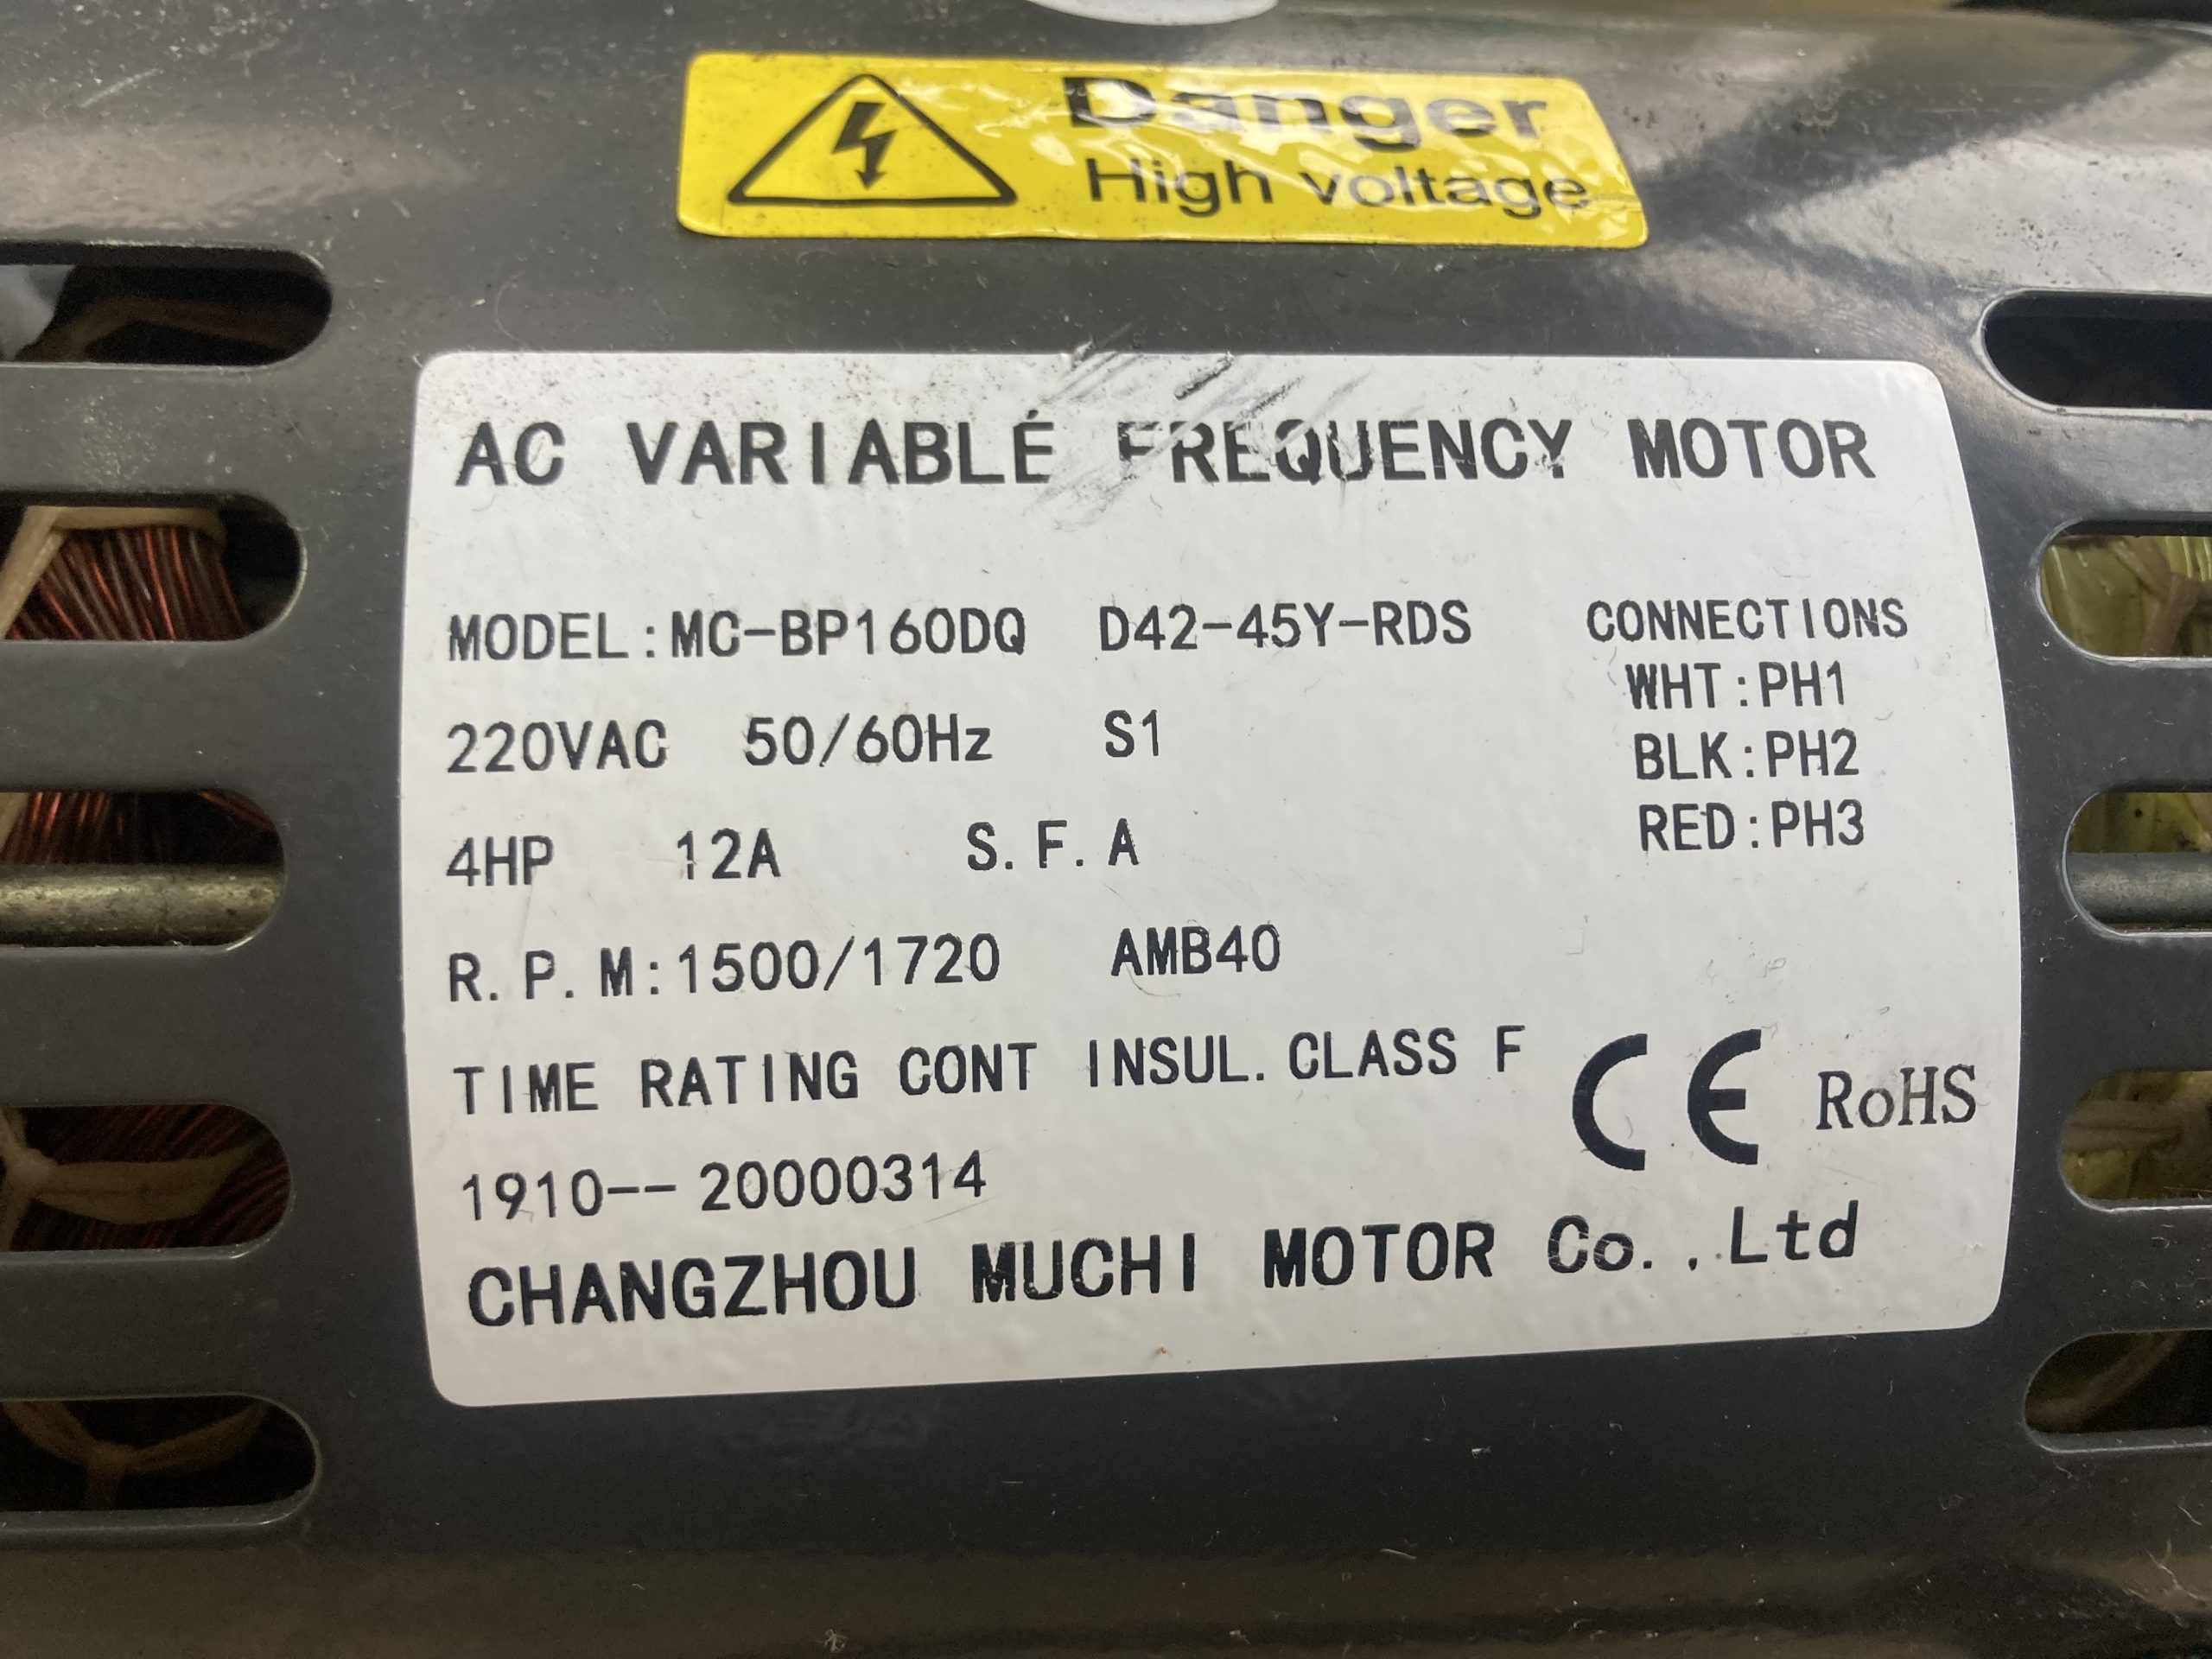 Danger
High voltage
AC VARIABLE FREQUENCY MOTOR
MODEL:MC-BP160DQ D42-45Y-RDS
CONNECTIONS
WHT:PH1
BLK:PH2
RED:PH3
220VAC 50/60Hz S1
4HP 12A S.F.A
R.P.M:1500/1720 AMB40
TIME RATING CONT INSUL.CLASS F
CE RoHS
1910--20000314
CHANGZHOU MUCHI MOTOR Co.,Ltd